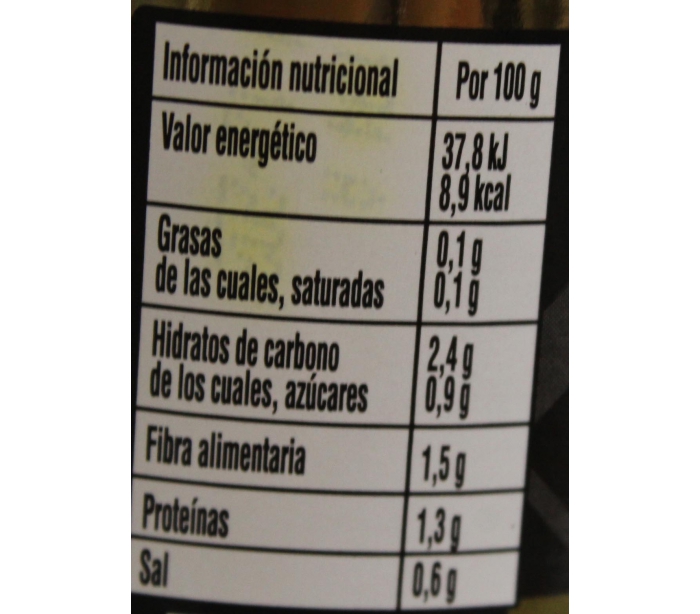 Información nutricional Por 100 g
Valor energético 37,8 kJ
8,9 kcal
Grasas 0,1 g
de las cuales, saturadas 0,1 g
Hidratos de carbono 2,4 g
de los cuales, azúcares 0,9 g
Fibra alimentaria 1,5 g
Proteínas 1,3 g
Sal 0,6 g